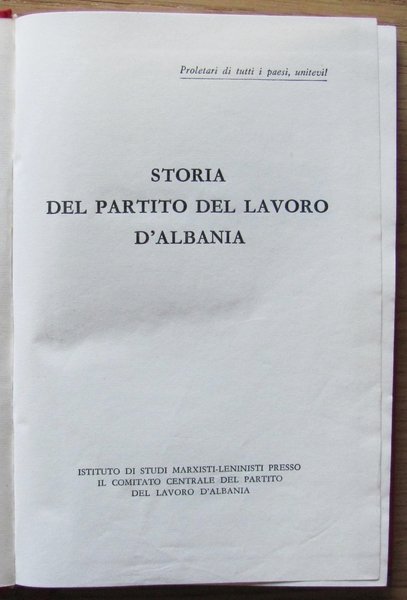 Proletari di tutti i paesi, unitevi!
STORIA
DEL PARTITO DEL LAVORO
D'ALBANIA
ISTITUTO DI STUDI MARXISTI-LENINISTI PRESSO
IL COMITATO CENTRALE DEL PARTITO
DEL LAVORO D'ALBANIA